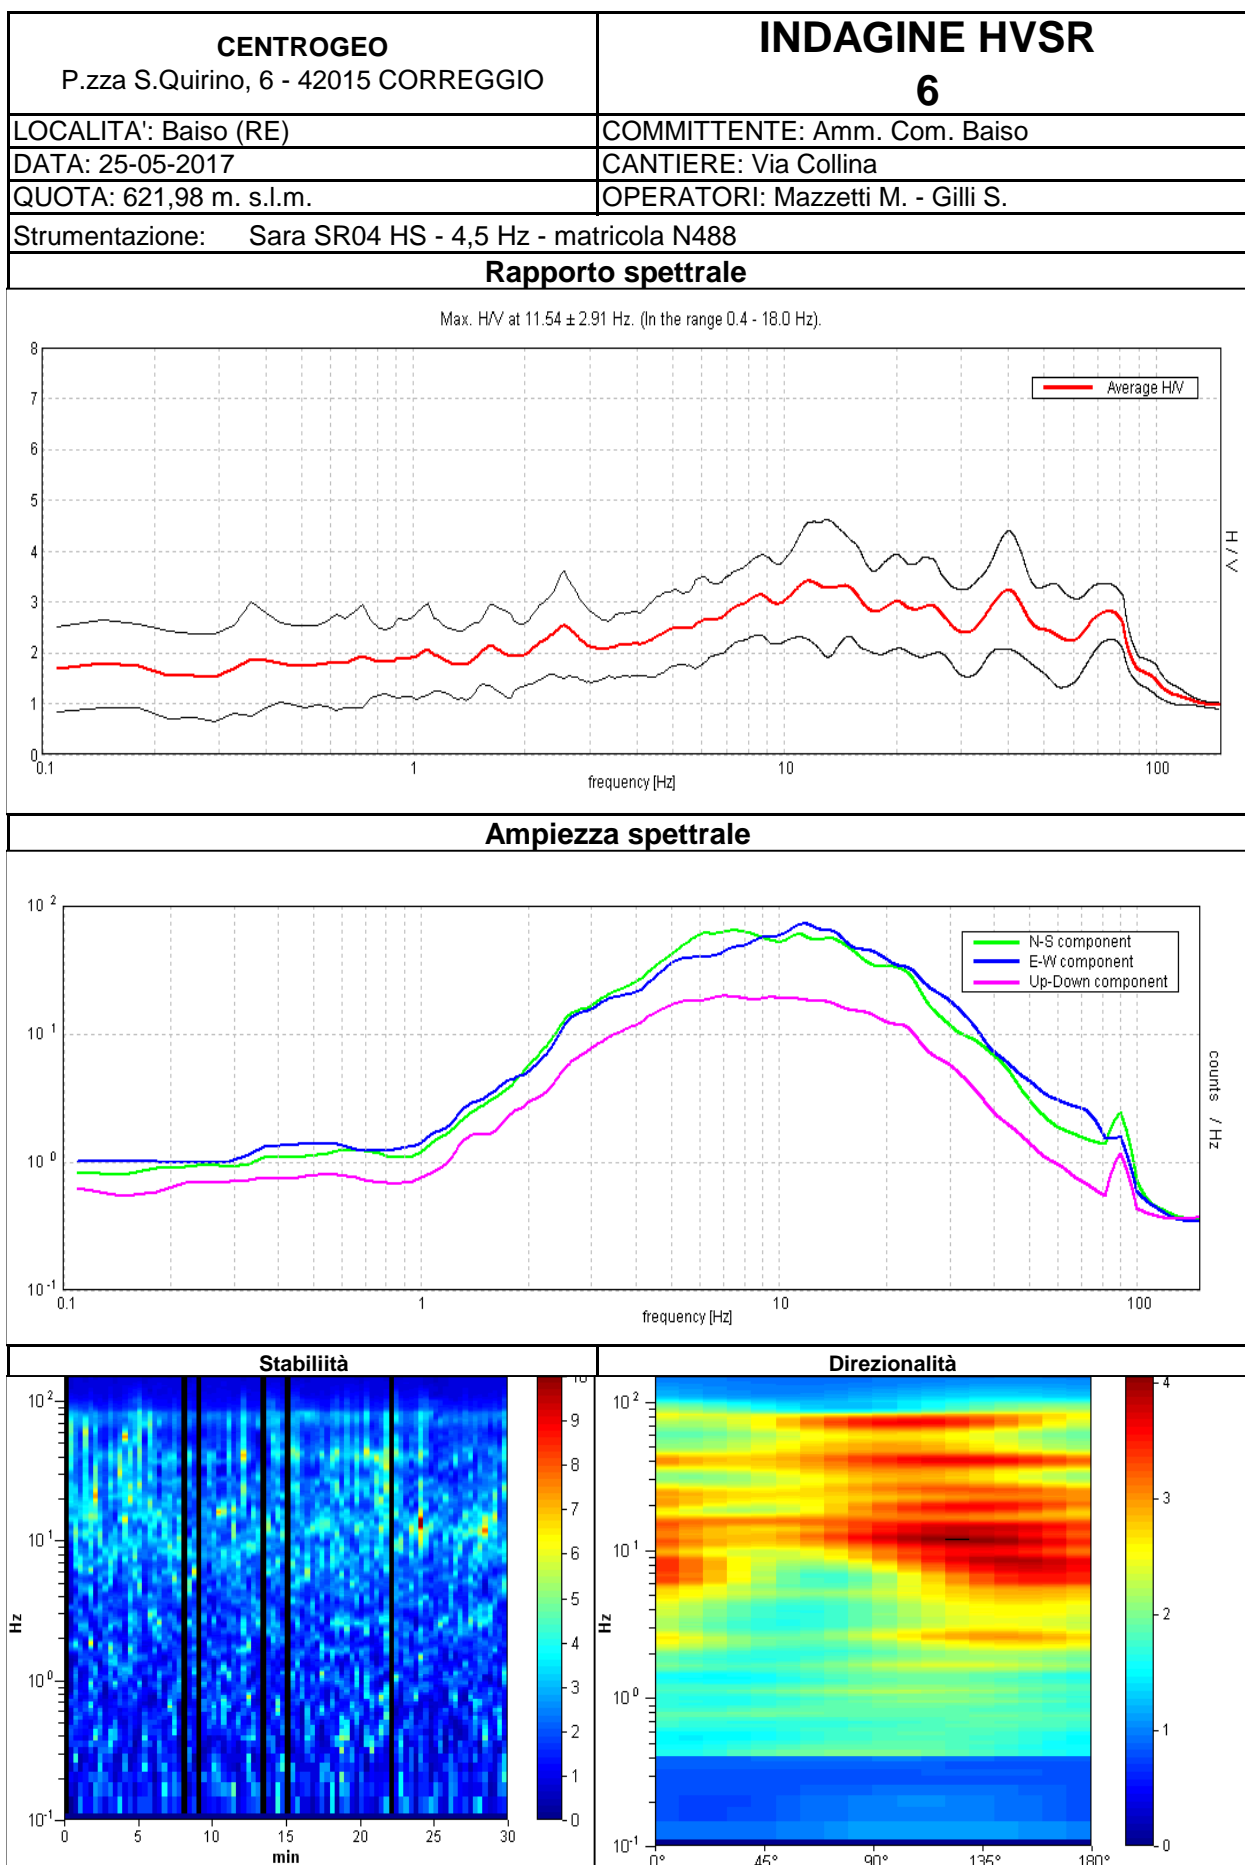 CENTROGEO
P.zza S.Quirino, 6 - 42015 CORREGGIO
INDAGINE HVSR
6
LOCALITA': Baiso (RE)
COMMITTENTE: Amm. Com. Baiso
DATA: 25-05-2017
CANTIERE: Via Collina
QUOTA: 621,98 m. s.l.m.
OPERATORI: Mazzetti M. - Gilli S.
Strumentazione: Sara SR04 HS - 4,5 Hz - matricola N488
Rapporto spettrale
Max. H/V at 11.54 ± 2.91 Hz. (In the range 0.4 - 18.0 Hz).
8
7
6
5
4
3
2
1
0
Average H/V
H / V
0.1 1 10 100
frequency [Hz]
Ampiezza spettrale
10 2
10 1
10 0
10 -1
N-S component
E-W component
Up-Down component
counts / Hz
0.1 1 10 100
frequency [Hz]
Stabiliità
Direzionalità
10 2
10 1
10 0
10 -1
Hz
0 5 10 15 20 25 30
min
10
9
8
7
6
5
4
3
2
1
0
10 2
10 1
10 0
10 -1
Hz
0° 45° 90° 135° 180°
4
3
2
1
0